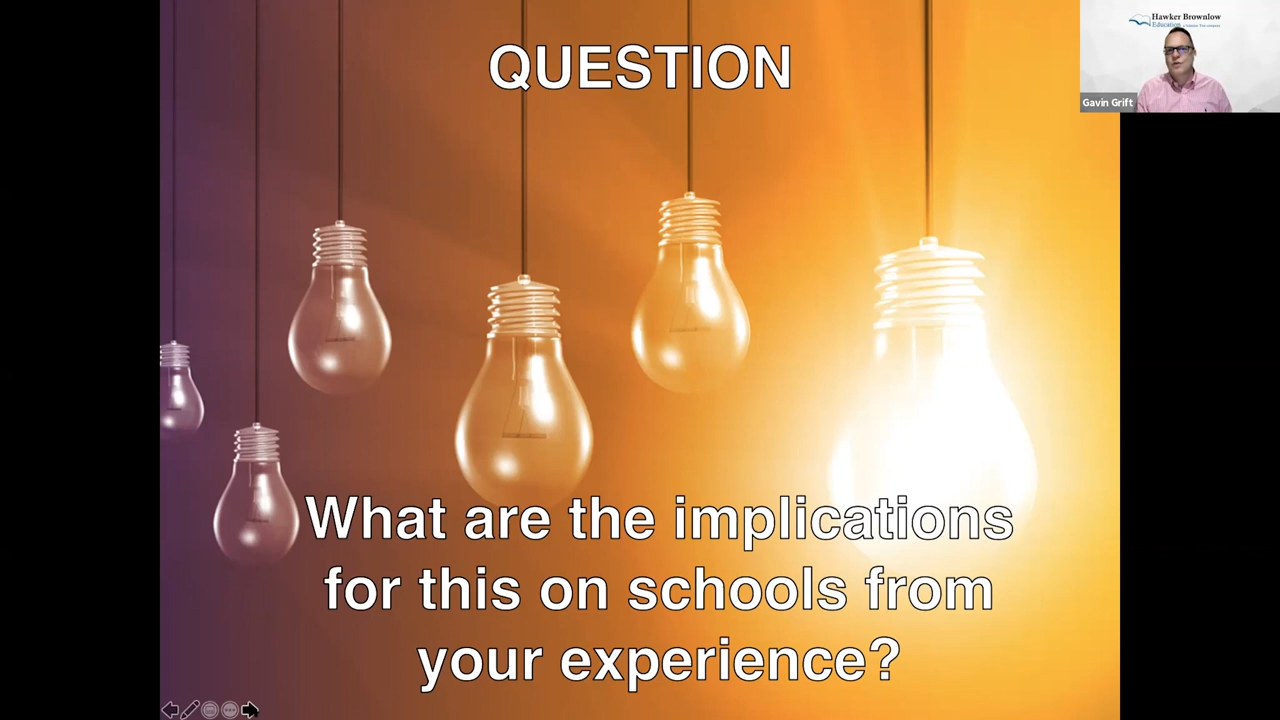 QUESTION
Hawker Brownlow
Education
Gavin Grift
What are the implications
for this on schools from
your experience?